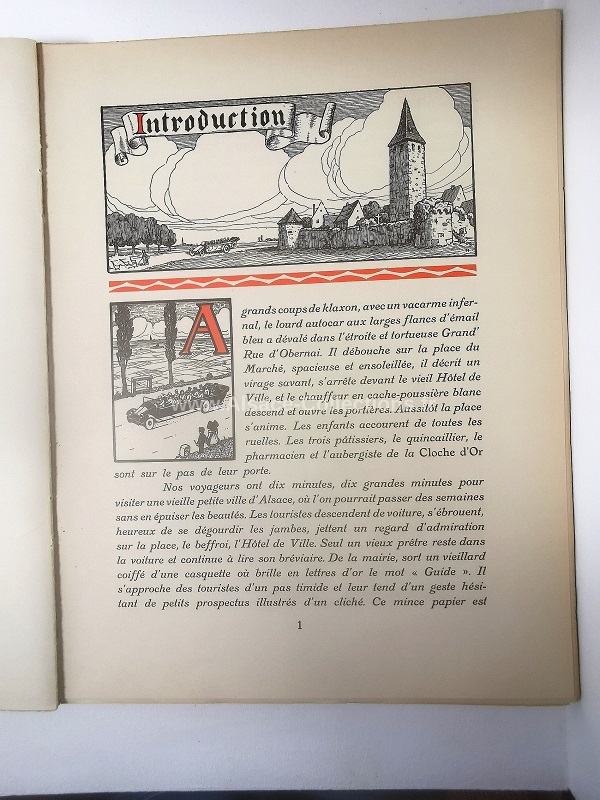 Introduction
A grands coups de klaxon, avec un vacarme infer-
nal, le lourd autocar aux larges flancs d'émail
bleu a dévalé dans l'étroite et tortueuse Grand'
Rue d'Obernai. Il débouche sur la place du
Marché, spacieuse et ensoleillée, il décrit un
virage savant, s'arrête devant le vieil Hôtel de
Ville, et le chauffeur en cache-poussière blanc
descend et ouvre les portières. Aussitôt la place
s'anime. Les enfants accourent de toutes les
ruelles. Les trois pâtissiers, le quincaillier, le
pharmacien et l'aubergiste de la Cloche d'Or
sont sur le pas de leur porte.
Nos voyageurs ont dix minutes, dix grandes minutes pour
visiter une vieille petite ville d'Alsace, où l'on pourrait passer des semaines
sans en épuiser les beautés. Les touristes descendent de voiture, s'ébrouent,
heureux de se dégourdir les jambes, jettent un regard d'admiration
sur la place, le beffroi, l'Hôtel de Ville. Seul un vieux prêtre reste dans
la voiture et continue à lire son bréviaire. De la mairie, sort un vieillard
coiffé d'une casquette où brille en lettres d'or le mot « Guide ». Il
s'approche des touristes d'un pas timide et leur tend d'un geste hési-
tant de petits prospectus illustrés d'un cliché. Ce mince papier est
1